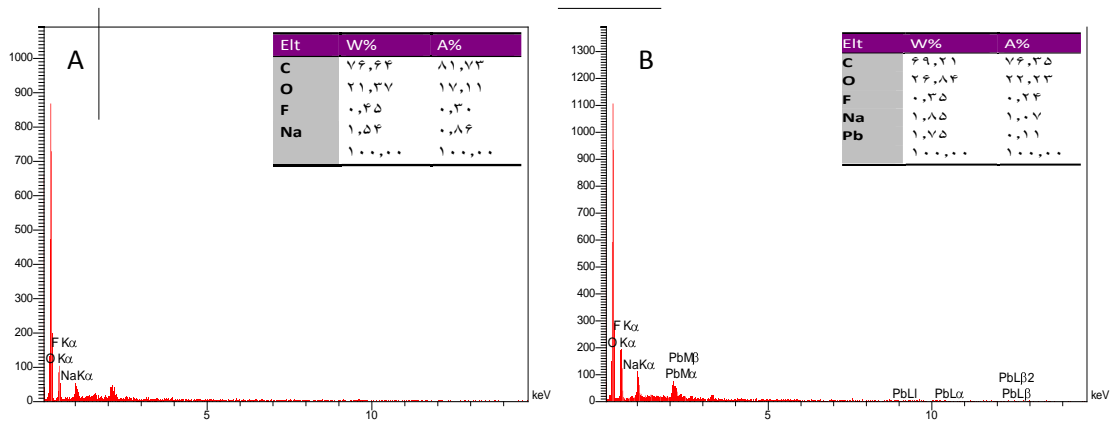 A
Elt W% A%
C ۷۶,۶۴ ۸۱,۷۳
O ۲۱,۳۷ ۱۷,۱۱
F ۰,۴۵ ۰,۳۰
Na ۱,۵۴ ۰,۸۶
۱۰۰,۰۰ ۱۰۰,۰۰
1000
900
800
700
600
500
400
300
200
100
0
F Kα
O Kα
NaKα
5 10 keV
B
Elt W% A%
C ۶۹,۲۱ ۷۶,۳۵
O ۲۶,۸۴ ۲۲,۲۳
F ۰,۳۵ ۰,۲۴
Na ۱,۸۵ ۱,۰۷
Pb ۱,۷۵ ۰,۱۱
۱۰۰,۰۰ ۱۰۰,۰۰
1300
1200
1100
1000
900
800
700
600
500
400
300
200
100
0
F Kα
O Kα
NaKα
PbMβ
PbMα
PbLl
PbLα
PbLβ2
PbLβ
5 10 keV